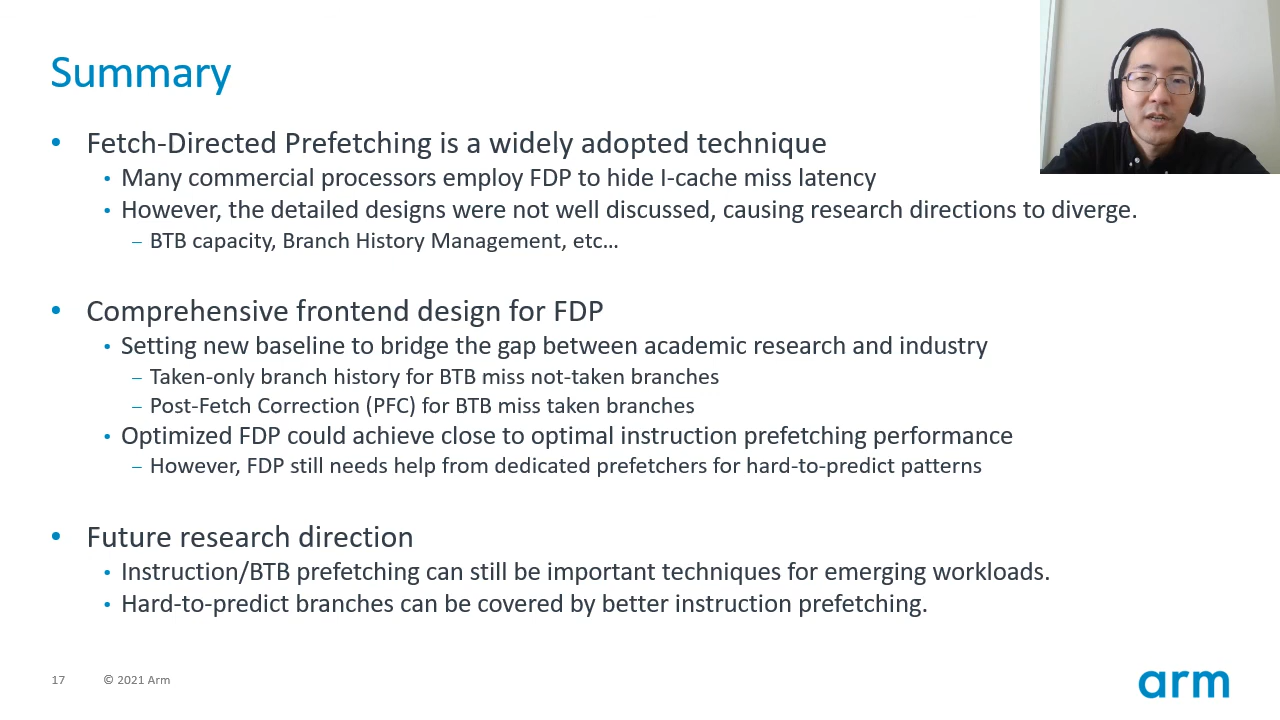 Summary
• Fetch-Directed Prefetching is a widely adopted technique
• Many commercial processors employ FDP to hide I-cache miss latency
• However, the detailed designs were not well discussed, causing research directions to diverge.
– BTB capacity, Branch History Management, etc…
• Comprehensive frontend design for FDP
• Setting new baseline to bridge the gap between academic research and industry
– Taken-only branch history for BTB miss not-taken branches
– Post-Fetch Correction (PFC) for BTB miss taken branches
• Optimized FDP could achieve close to optimal instruction prefetching performance
– However, FDP still needs help from dedicated prefetchers for hard-to-predict patterns
• Future research direction
• Instruction/BTB prefetching can still be important techniques for emerging workloads.
• Hard-to-predict branches can be covered by better instruction prefetching.
17 © 2021 Arm
arm